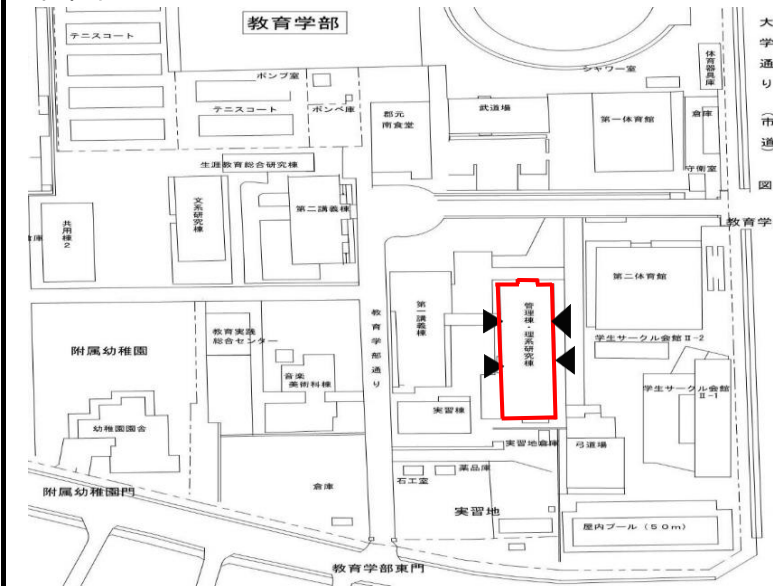 教育学部
テニスコート
ポンプ室
テニスコート
ボンベ庫
郡元
南食堂
武道場
シャワー室
体育器具庫
大学通り（市道）
第一体育館
倉庫
守衛室
図
生涯教育総合研究棟
共用棟2
倉庫
文系研究棟
第二講義棟
教育学
第二体育館
第一講義棟
管理棟・理系研究棟
教育学部通り
附属幼稚園
教育実践
総合センター
音楽
美術科棟
学生サークル会館Ⅱ-2
学生サークル会館
Ⅱ-1
実習棟
幼稚園園舎
実習地倉庫
弓道場
附属幼稚園門
倉庫
石工室
薬品庫
実習地
屋内プール（50m）
教育学部東門